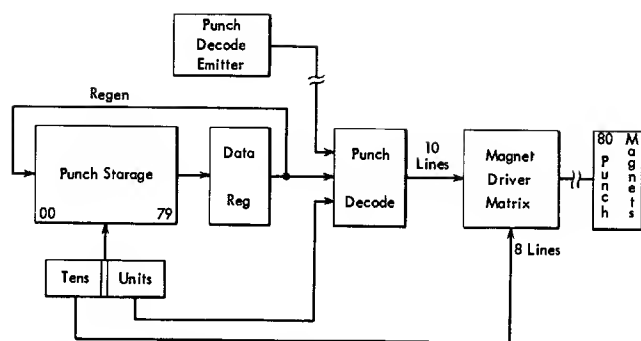 Punch
Decode
Emitter
Regen
Punch Starage
00 79
Data
Reg
Punch
Decode
10
Lines
Magnet
Driver
Matrix
80 Punch
Magnets
8 Lines
Tens Units